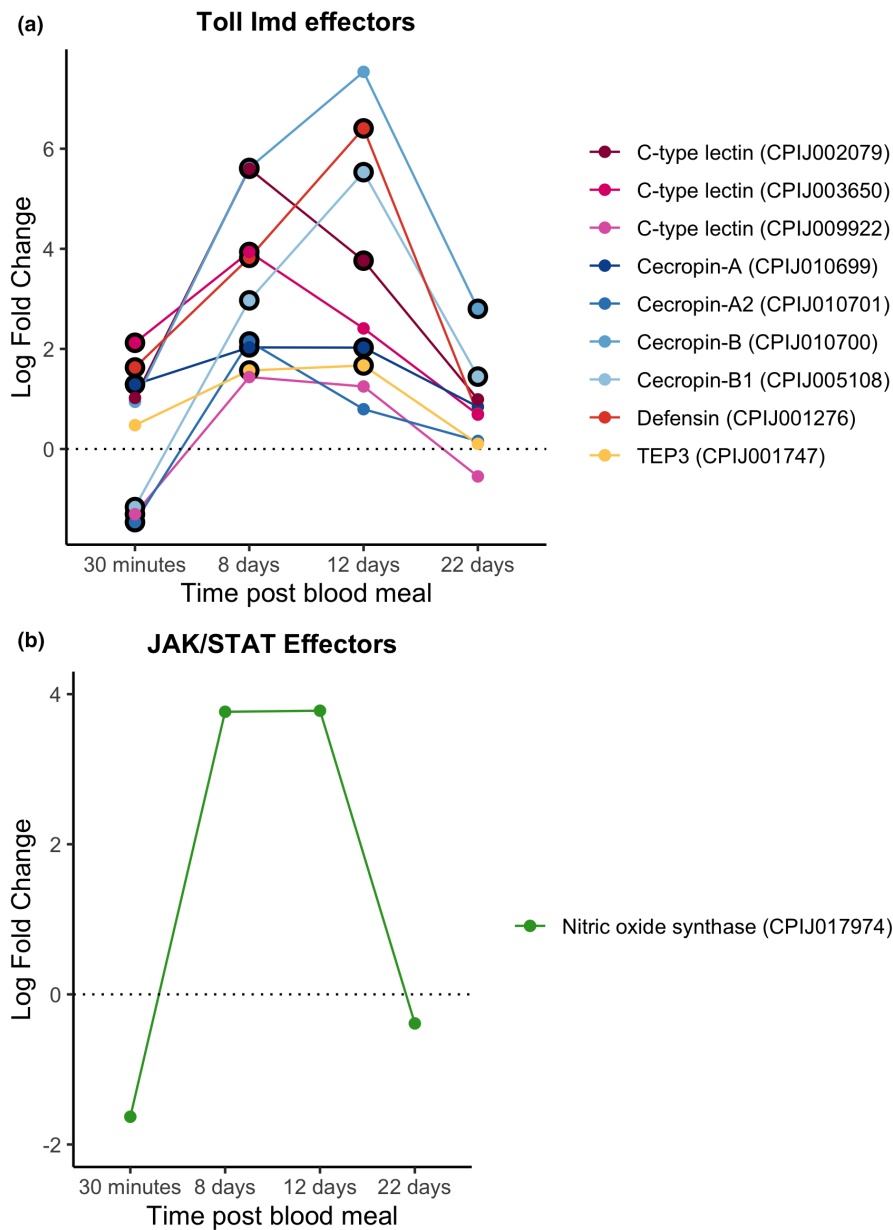 (a)
Toll Imd effectors
Log Fold Change
6
4
2
0
30 minutes 8 days 12 days 22 days
Time post blood meal
C-type lectin (CPIJ002079)
C-type lectin (CPIJ003650)
C-type lectin (CPIJ009922)
Cecropin-A (CPIJ010699)
Cecropin-A2 (CPIJ010701)
Cecropin-B (CPIJ010700)
Cecropin-B1 (CPIJ005108)
Defensin (CPIJ001276)
TEP3 (CPIJ001747)
(b)
JAK/STAT Effectors
Log Fold Change
4
2
0
-2
30 minutes 8 days 12 days 22 days
Time post blood meal
Nitric oxide synthase (CPIJ017974)